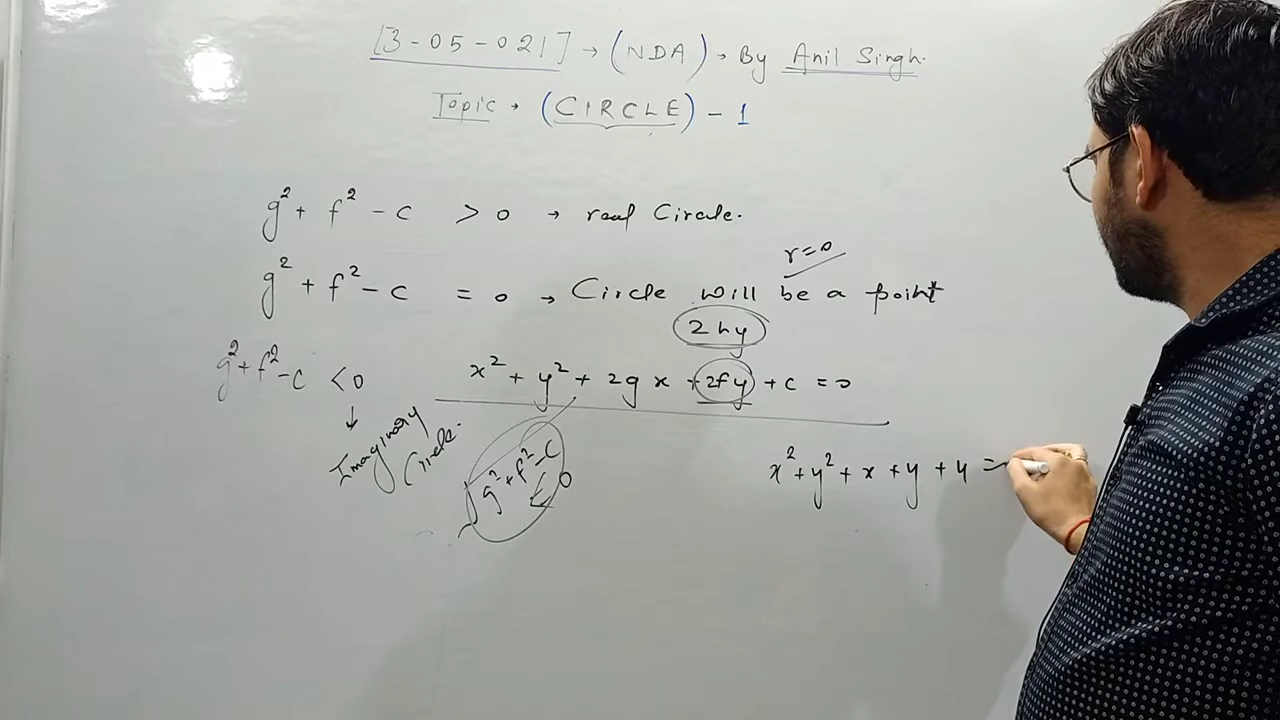 [3-05-021] → (NDA) → By Anil Singh.
Topic → (CIRCLE) - 1
g² + f² - c > 0 → real Circle.
r=0
g² + f² - c = 0 → Circle will be a point
2hy
g² + f² - c < 0
x² + y² + 2gx + 2fy + c = 0
↓
Imaginary Circle.
g² + f² - c < 0
x² + y² + x + y + 4 =